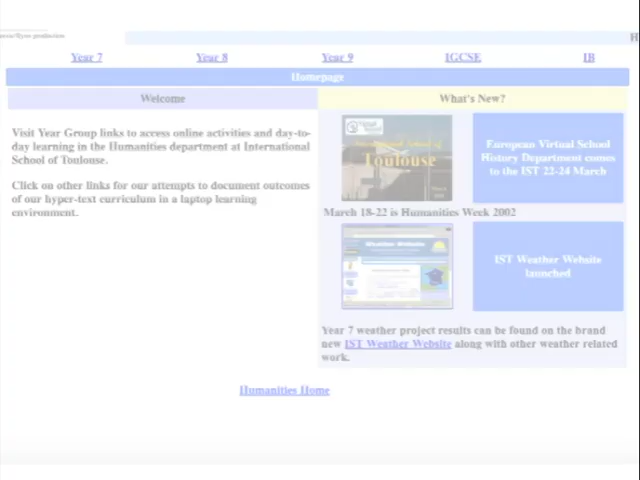 Year 7 Year 8 Year 9 IGCSE IB
Homepage
Welcome
What's New?
Visit Year Group links to access online activities and day-to-
day learning in the Humanities department at International
School of Toulouse.
Click on other links for our attempts to document outcomes
of our hyper-text curriculum in a laptop learning
environment.
Toulouse
European Virtual School
History Department comes
to the IST 22-24 March
March 18-22 is Humanities Week 2002
Weather Website
IST Weather Website
launched
Year 7 weather project results can be found on the brand
new IST Weather Website along with other weather related
work.
Humanities Home